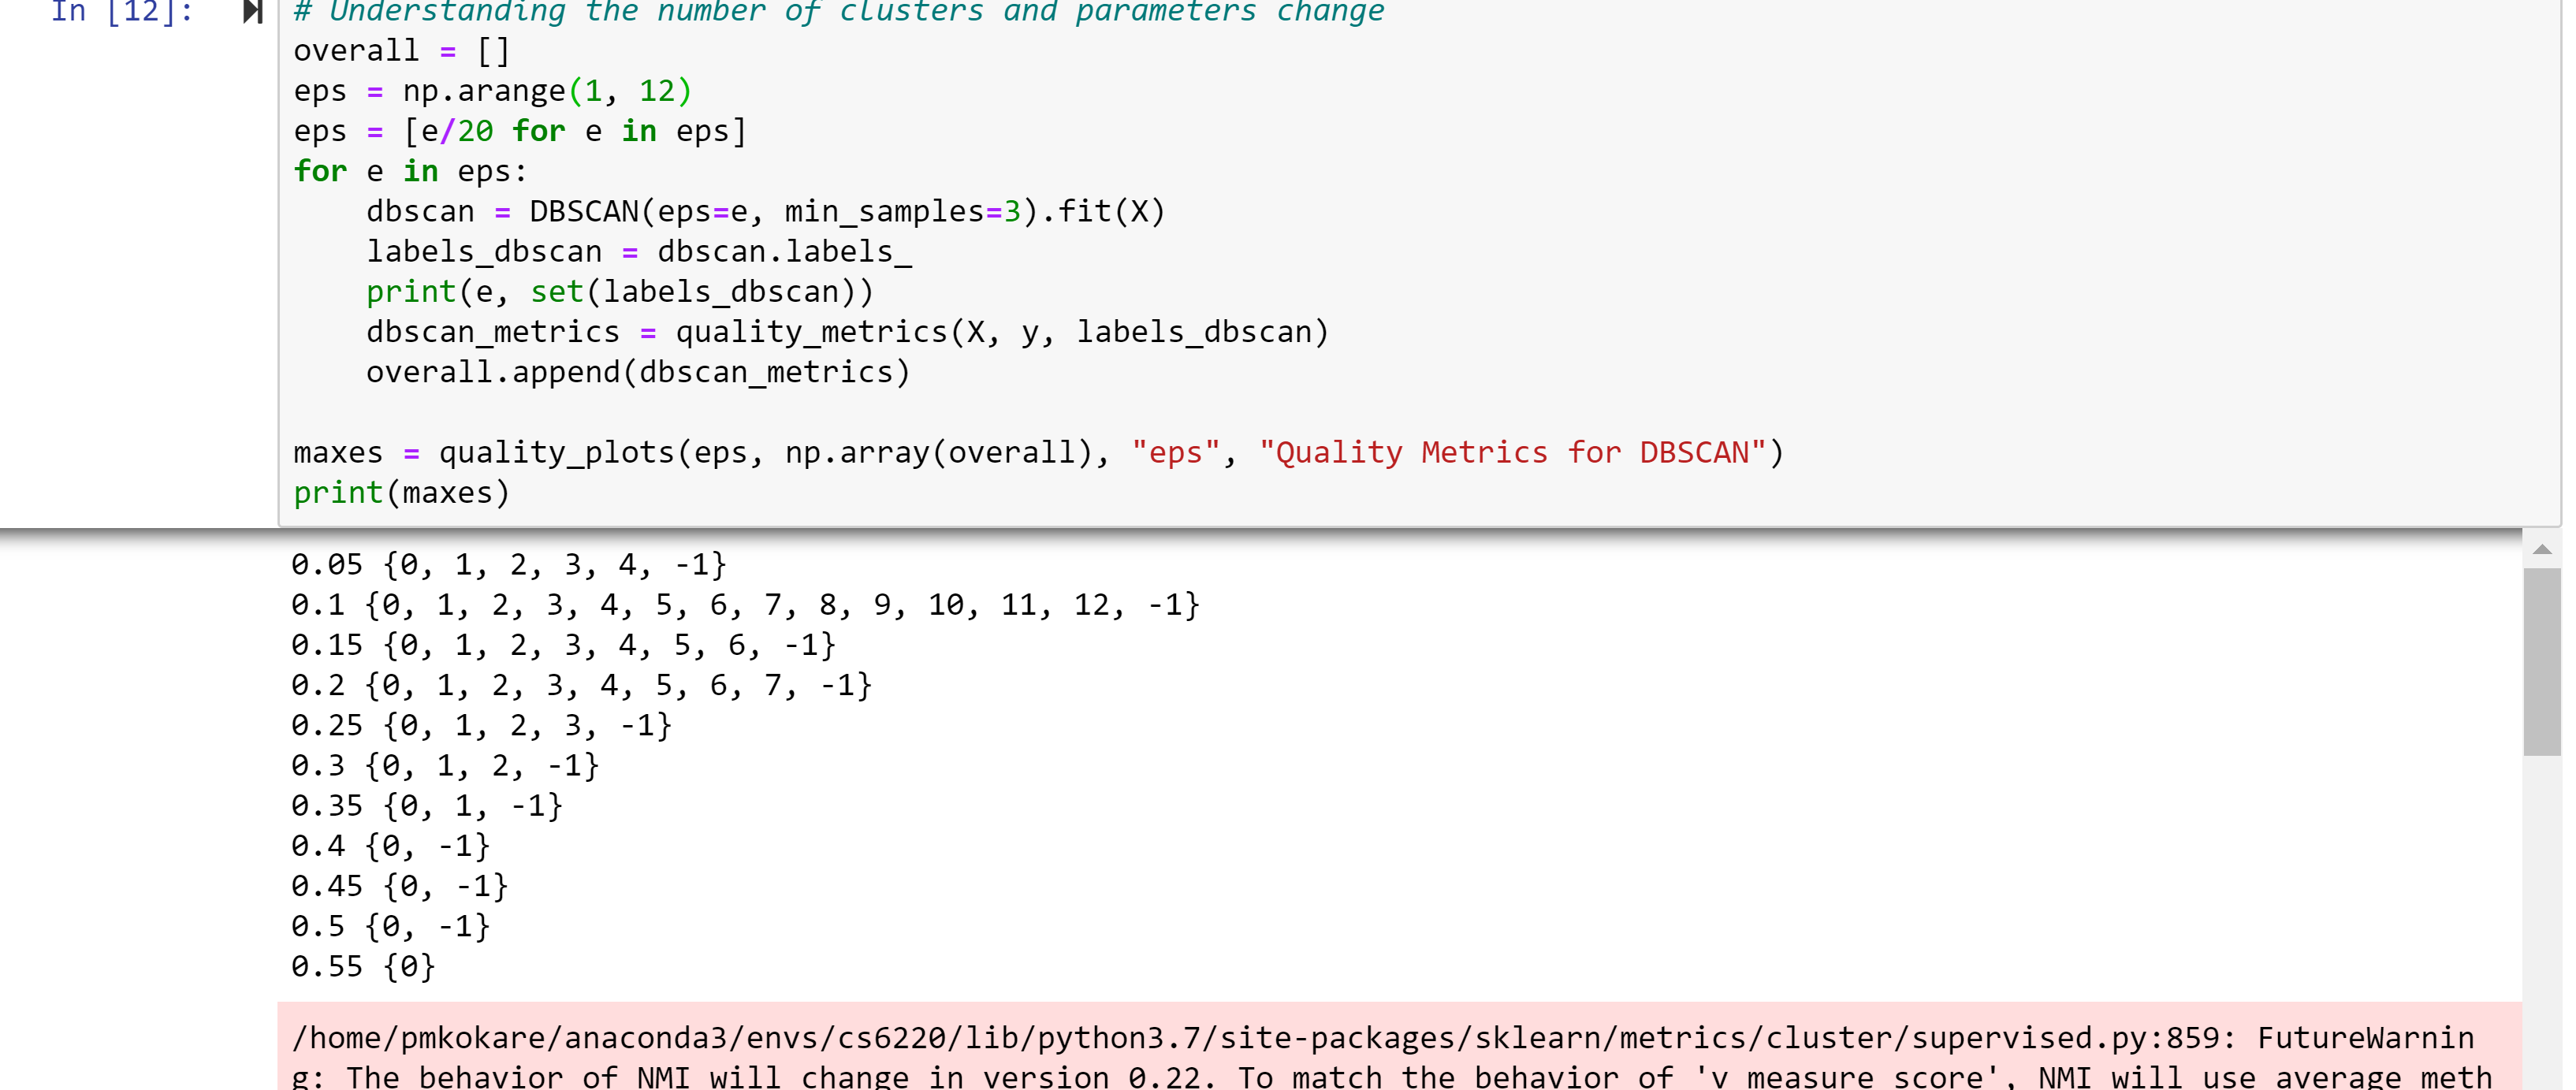 In [12]:
# Understanding the number of clusters and parameters change
overall = []
eps = np.arange(1, 12)
eps = [e/20 for e in eps]
for e in eps:
    dbscan = DBSCAN(eps=e, min_samples=3).fit(X)
    labels_dbscan = dbscan.labels_
    print(e, set(labels_dbscan))
    dbscan_metrics = quality_metrics(X, y, labels_dbscan)
    overall.append(dbscan_metrics)
maxes = quality_plots(eps, np.array(overall), "eps", "Quality Metrics for DBSCAN")
print(maxes)
0.05 {0, 1, 2, 3, 4, -1}
0.1 {0, 1, 2, 3, 4, 5, 6, 7, 8, 9, 10, 11, 12, -1}
0.15 {0, 1, 2, 3, 4, 5, 6, -1}
0.2 {0, 1, 2, 3, 4, 5, 6, 7, -1}
0.25 {0, 1, 2, 3, -1}
0.3 {0, 1, 2, -1}
0.35 {0, 1, -1}
0.4 {0, -1}
0.45 {0, -1}
0.5 {0, -1}
0.55 {0}
/home/pmkokare/anaconda3/envs/cs6220/lib/python3.7/site-packages/sklearn/metrics/cluster/supervised.py:859: FutureWarnin
g: The behavior of NMI will change in version 0.22. To match the behavior of 'v_measure_score', NMI will use average meth